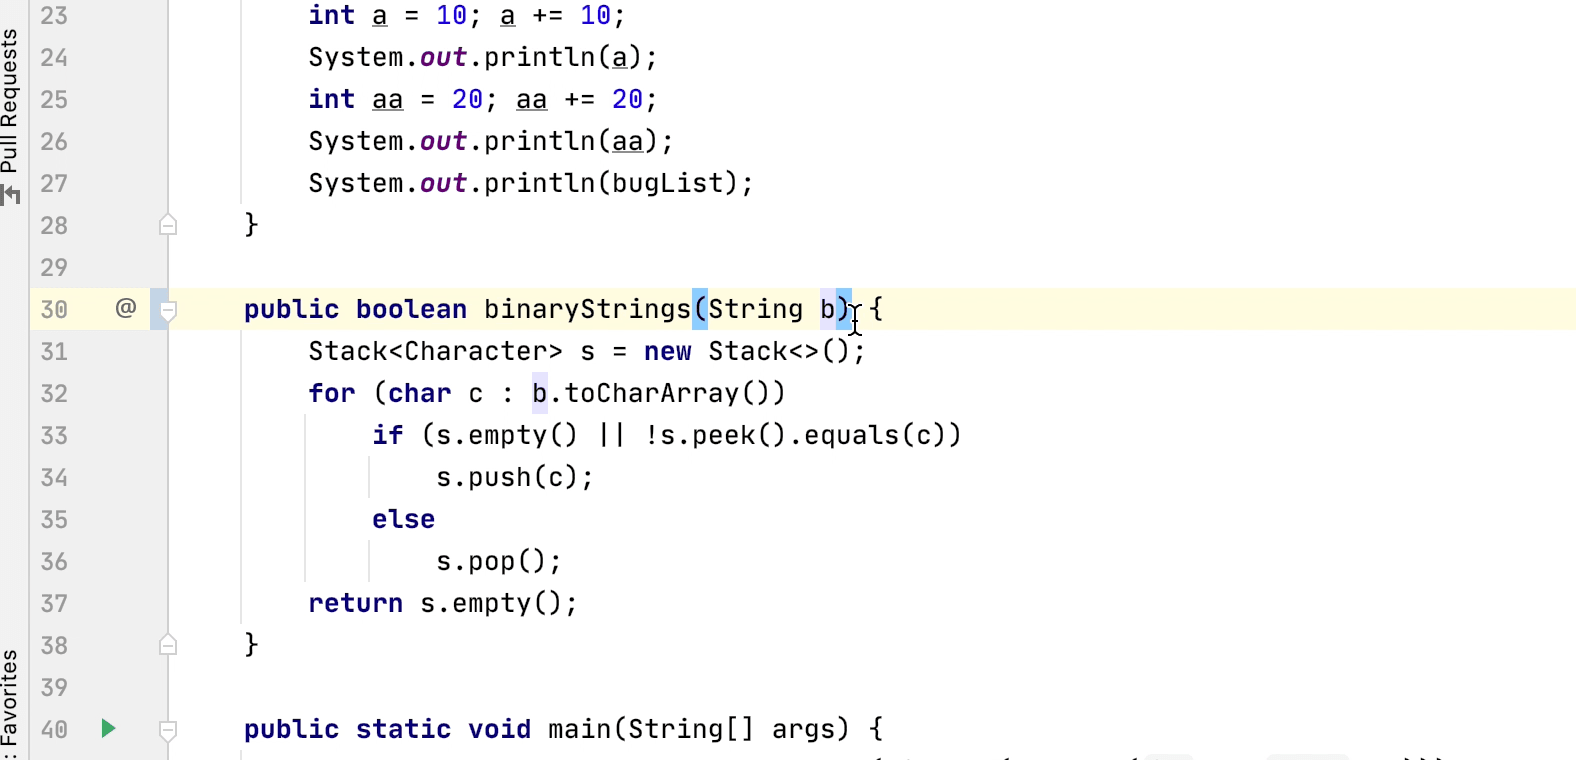 Pull Requests
Favorites
23 int a = 10; a += 10;
24 System.out.println(a);
25 int aa = 20; aa += 20;
26 System.out.println(aa);
27 System.out.println(bugList);
28 }
29
30 @ public boolean binaryStrings(String b) {
31 Stack<Character> s = new Stack<>();
32 for (char c : b.toCharArray())
33 if (s.empty() || !s.peek().equals(c))
34 s.push(c);
35 else
36 s.pop();
37 return s.empty();
38 }
39
40 public static void main(String[] args) {